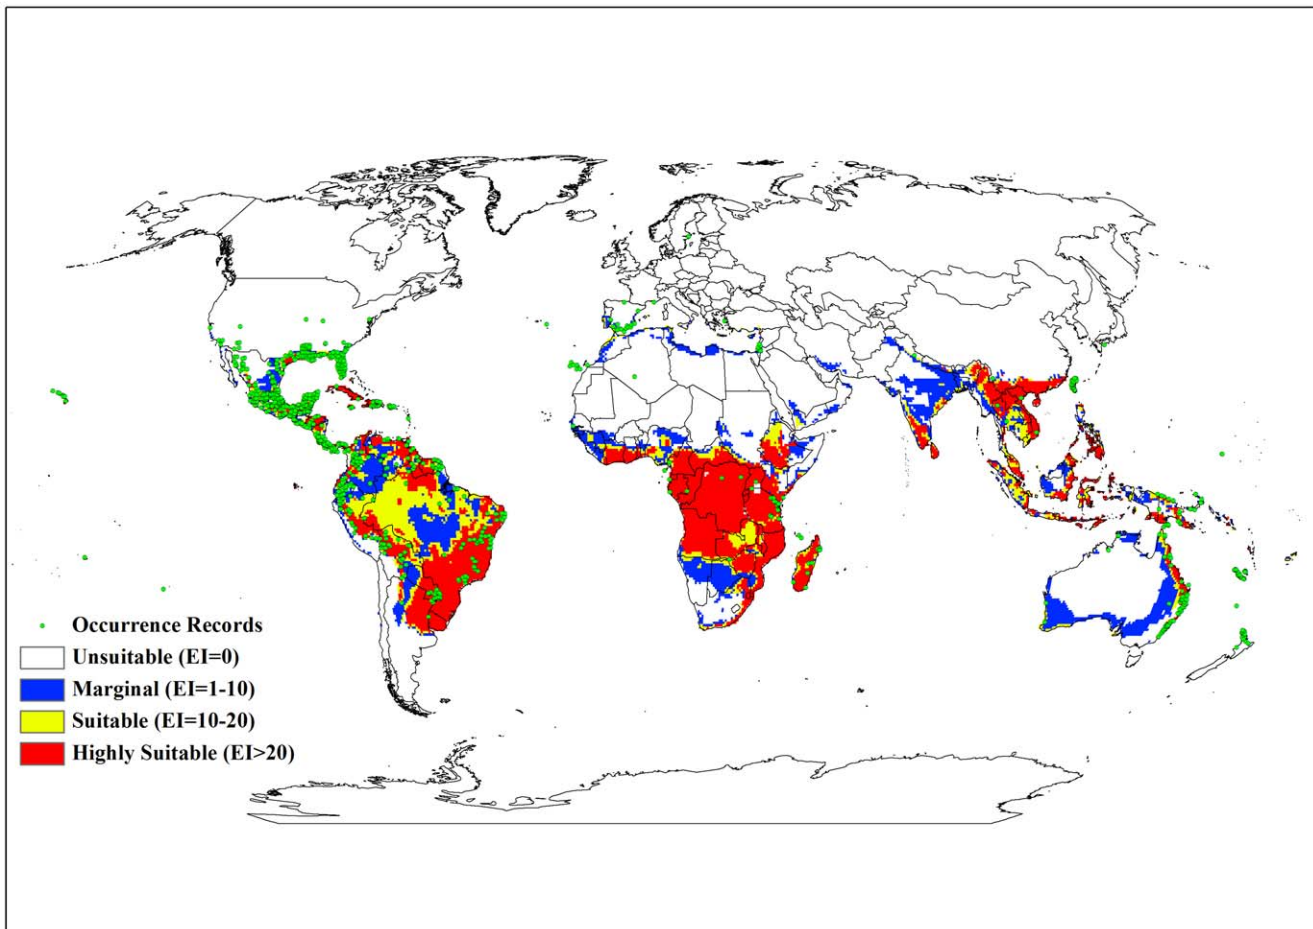 Occurrence Records
Unsuitable (EI=0)
Marginal (EI=1-10)
Suitable (EI=10-20)
Highly Suitable (EI>20)